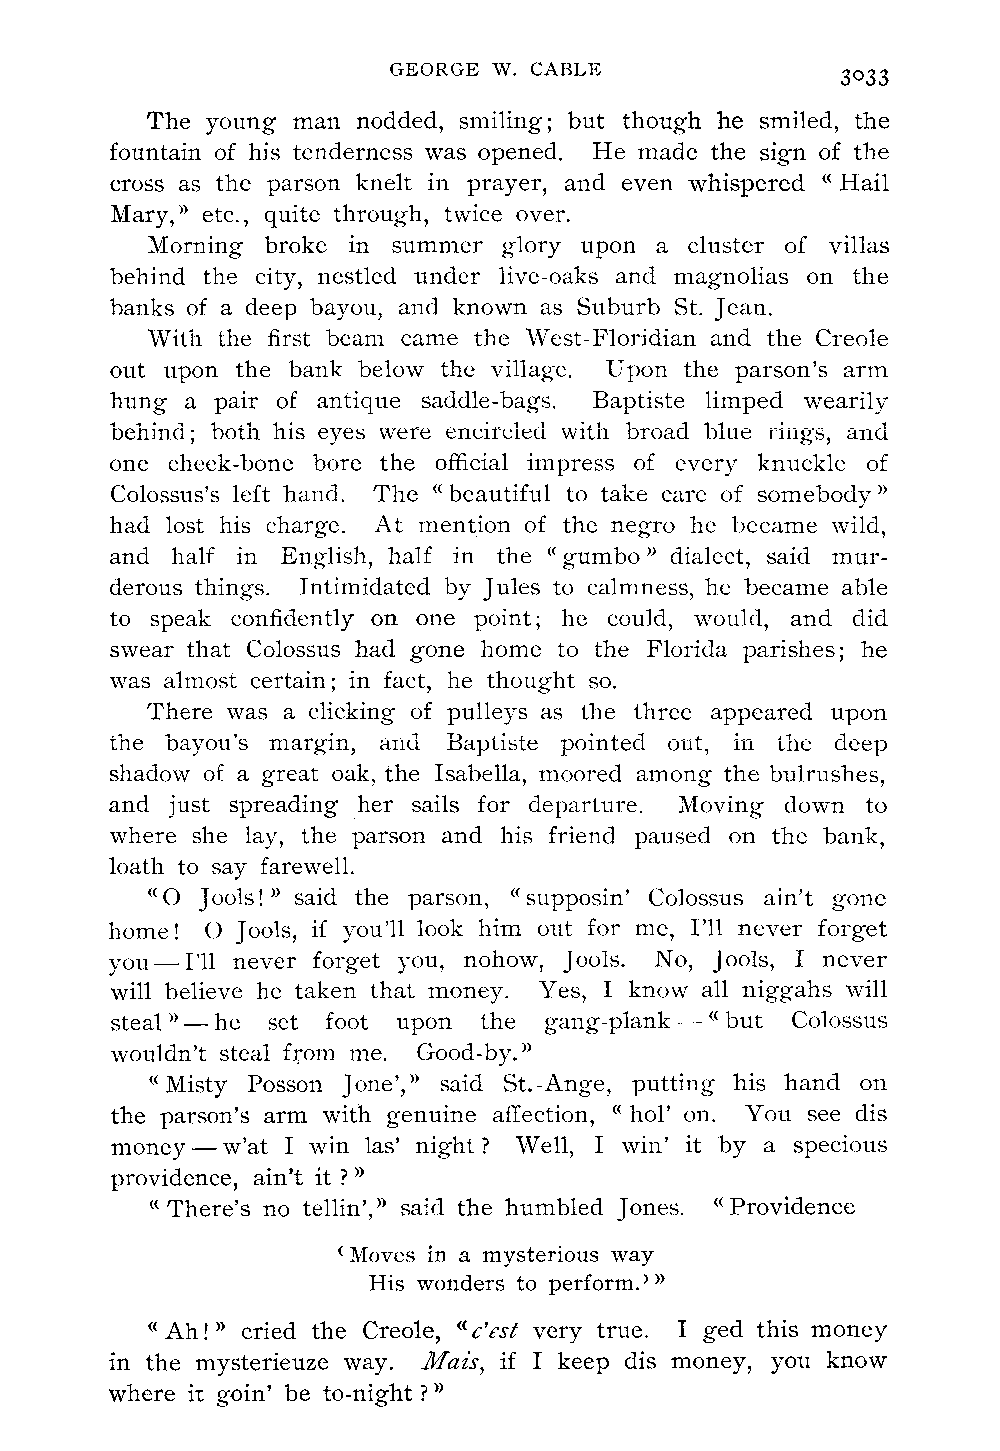 GEORGE W. CABLE
3033
The young man nodded, smiling; but though he smiled, the
fountain of his tenderness was opened. He made the sign of the
cross as the parson knelt in prayer, and even whispered « Hail
Mary,» etc., quite through, twice over.
Morning broke in summer glory upon a cluster of villas
behind the city, nestled under live-oaks and magnolias on the
banks of a deep bayou, and known as Suburb St. Jean.
With the first beam came the West-Floridian and the Creole
out upon the bank below the village. Upon the parson's arm
hung a pair of antique saddle-bags. Baptiste limped wearily
behind; both his eyes were encircled with broad blue rings, and
one cheek-bone bore the official impress of every knuckle of
Colossus's left hand. The «beautiful to take care of somebody»
had lost his charge. At mention of the negro he became wild,
and half in English, half in the «gumbo» dialect, said mur-
derous things. Intimidated by Jules to calmness, he became able
to speak confidently on one point; he could, would, and did
swear that Colossus had gone home to the Florida parishes; he
was almost certain; in fact, he thought so.
There was a clicking of pulleys as the three appeared upon
the bayou's margin, and Baptiste pointed out, in the deep
shadow of a great oak, the Isabella, moored among the bulrushes,
and just spreading her sails for departure. Moving down to
where she lay, the parson and his friend paused on the bank,
loath to say farewell.
«O Jools!» said the parson, «supposin' Colossus ain't gone
home! O Jools, if you'll look him out for me, I'll never forget
you — I'll never forget you, nohow, Jools. No, Jools, I never
will believe he taken that money. Yes, I know all niggahs will
steal» — he set foot upon the gang-plank — «but Colossus
wouldn't steal from me. Good-by.»
«Misty Posson Jone',» said St.-Ange, putting his hand on
the parson's arm with genuine affection, «hol' on. You see dis
money — w'at I win las' night? Well, I win' it by a specious
providence, ain't it?»
«There's no tellin',» said the humbled Jones. «Providence
‹Moves in a mysterious way
His wonders to perform.›»
«Ah!» cried the Creole, «c'est very true. I ged this money
in the mysterieuze way. Mais, if I keep dis money, you know
where it goin' be to-night?»